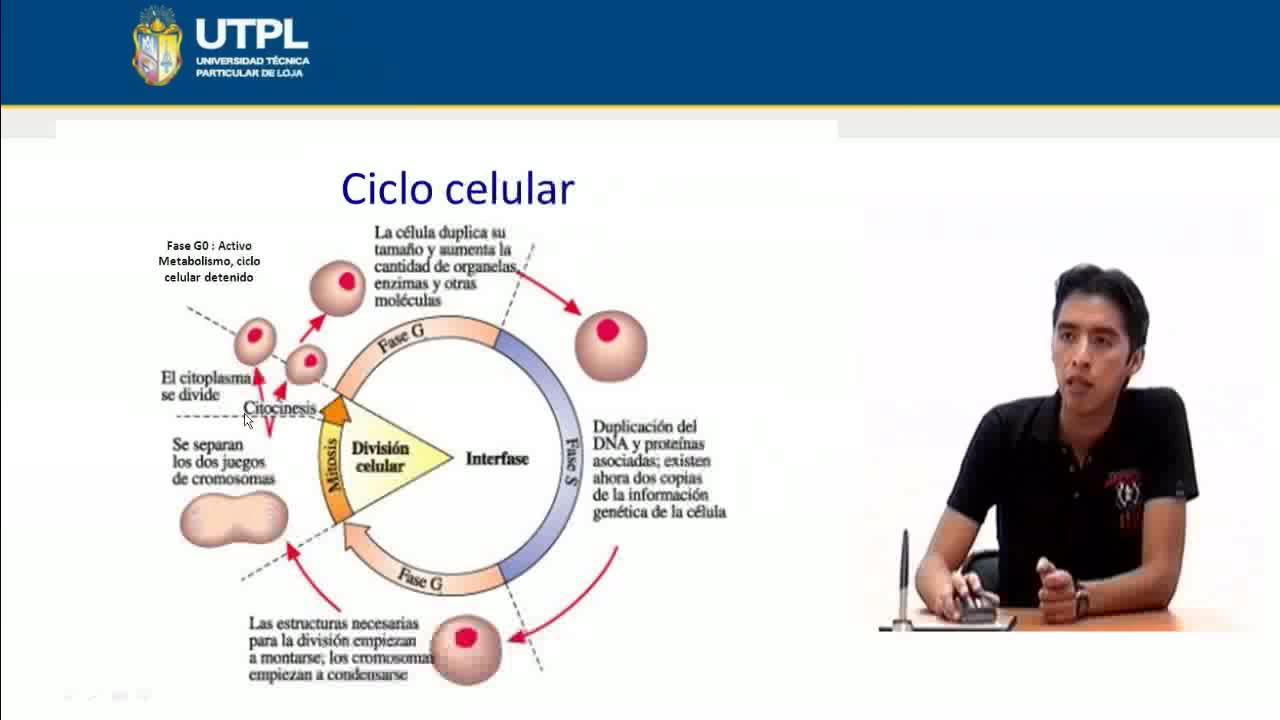 UTPL
UNIVERSIDAD TÉCNICA
PARTICULAR DE LOJA
Ciclo celular
Fase G0 : Activo
Metabolismo, ciclo
celular detenido
La célula duplica su
tamaño y aumenta la
cantidad de organelas,
enzimas y otras
moléculas
Fase G
El citoplasma
se divide
Citocinesis
Se separan
los dos juegos
de cromosomas
Mitosis
División
celular
Interfase
Fase S
Duplicación del
DNA y proteínas
asociadas; existen
ahora dos copias
de la información
genética de la célula
Fase G
Las estructuras necesarias
para la división empiezan
a montarse; los cromosomas
empiezan a condensarse